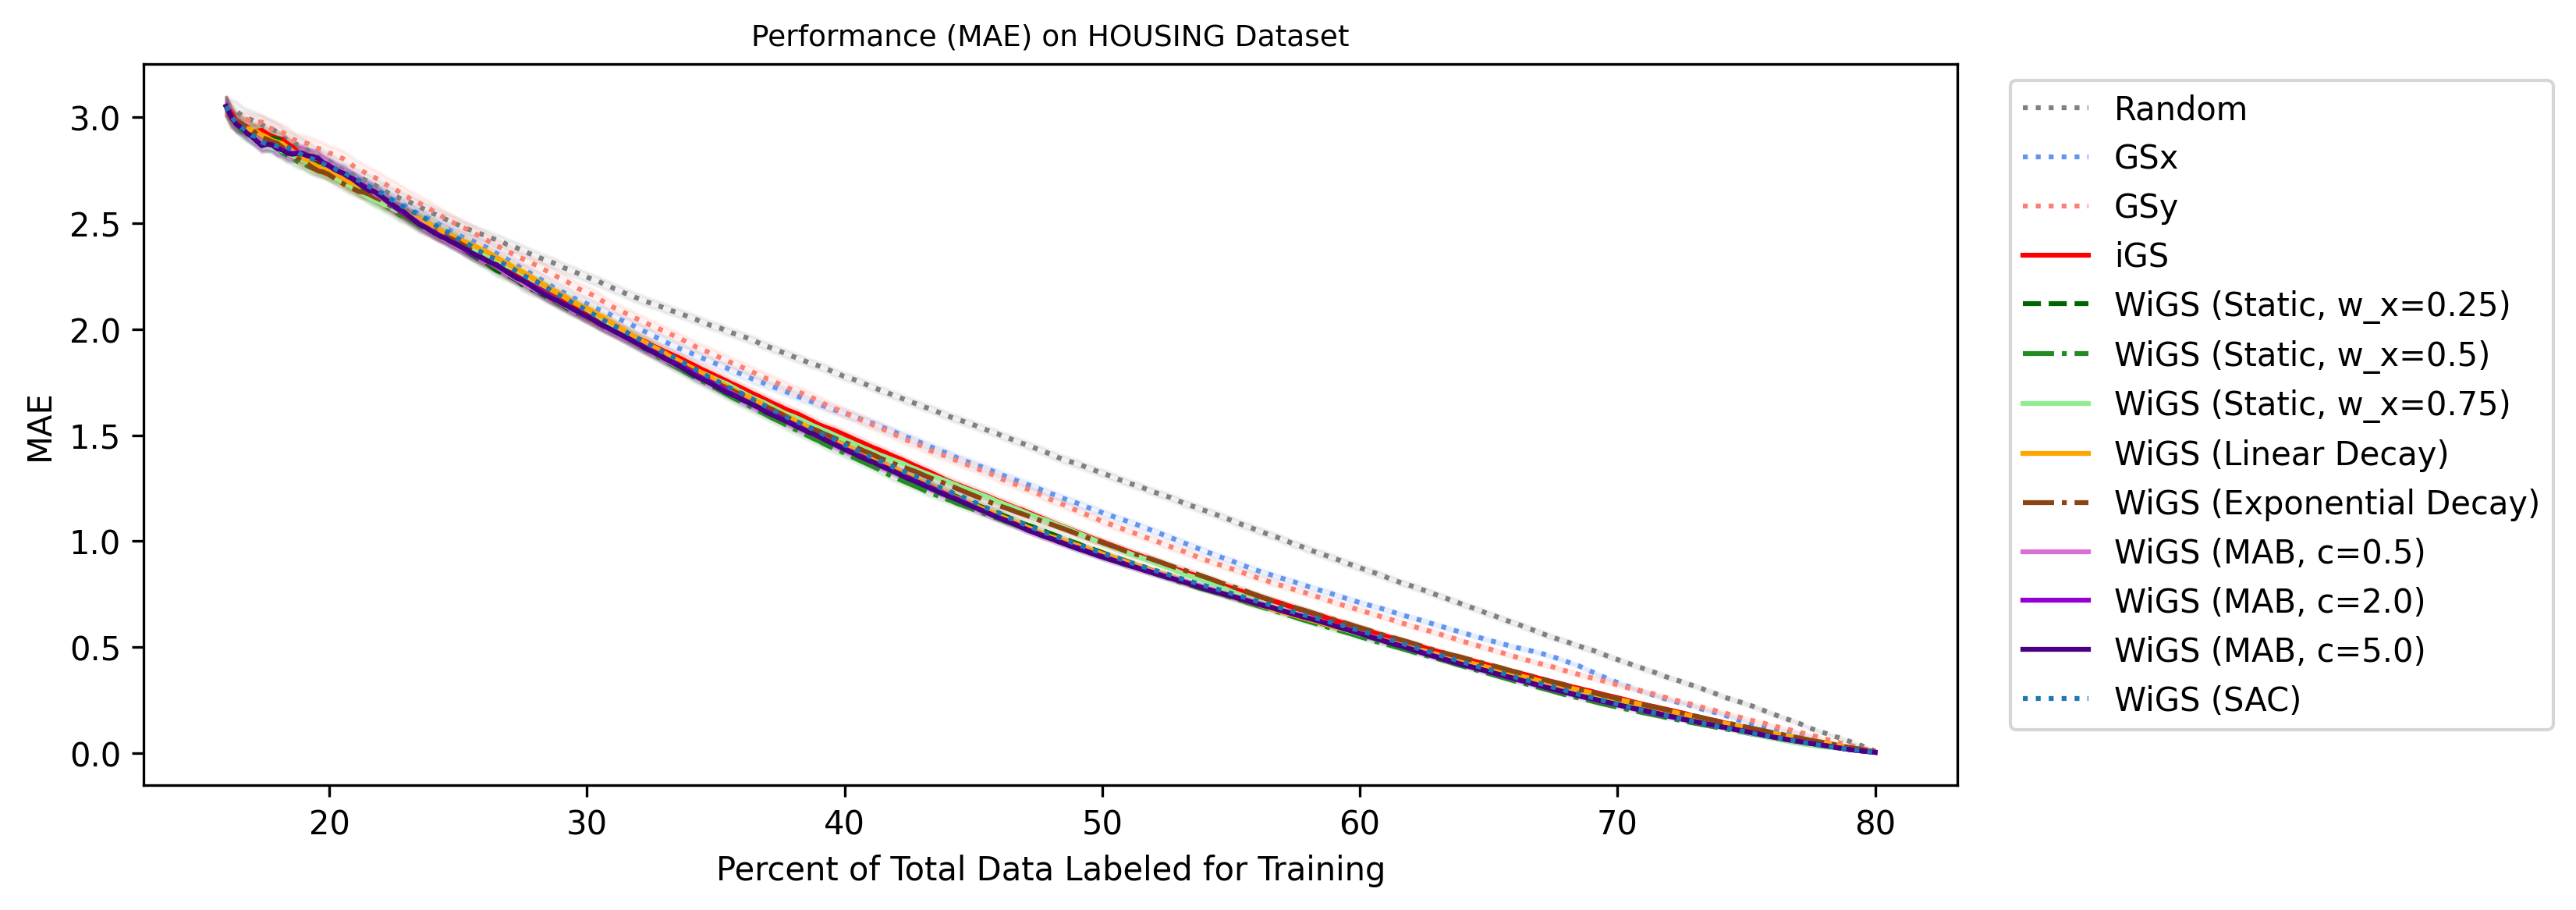 Performance (MAE) on HOUSING Dataset
MAE
3.0
2.5
2.0
1.5
1.0
0.5
0.0
20 30 40 50 60 70 80
Percent of Total Data Labeled for Training
Random
GSx
GSy
iGS
WiGS (Static, w_x=0.25)
WiGS (Static, w_x=0.5)
WiGS (Static, w_x=0.75)
WiGS (Linear Decay)
WiGS (Exponential Decay)
WiGS (MAB, c=0.5)
WiGS (MAB, c=2.0)
WiGS (MAB, c=5.0)
WiGS (SAC)